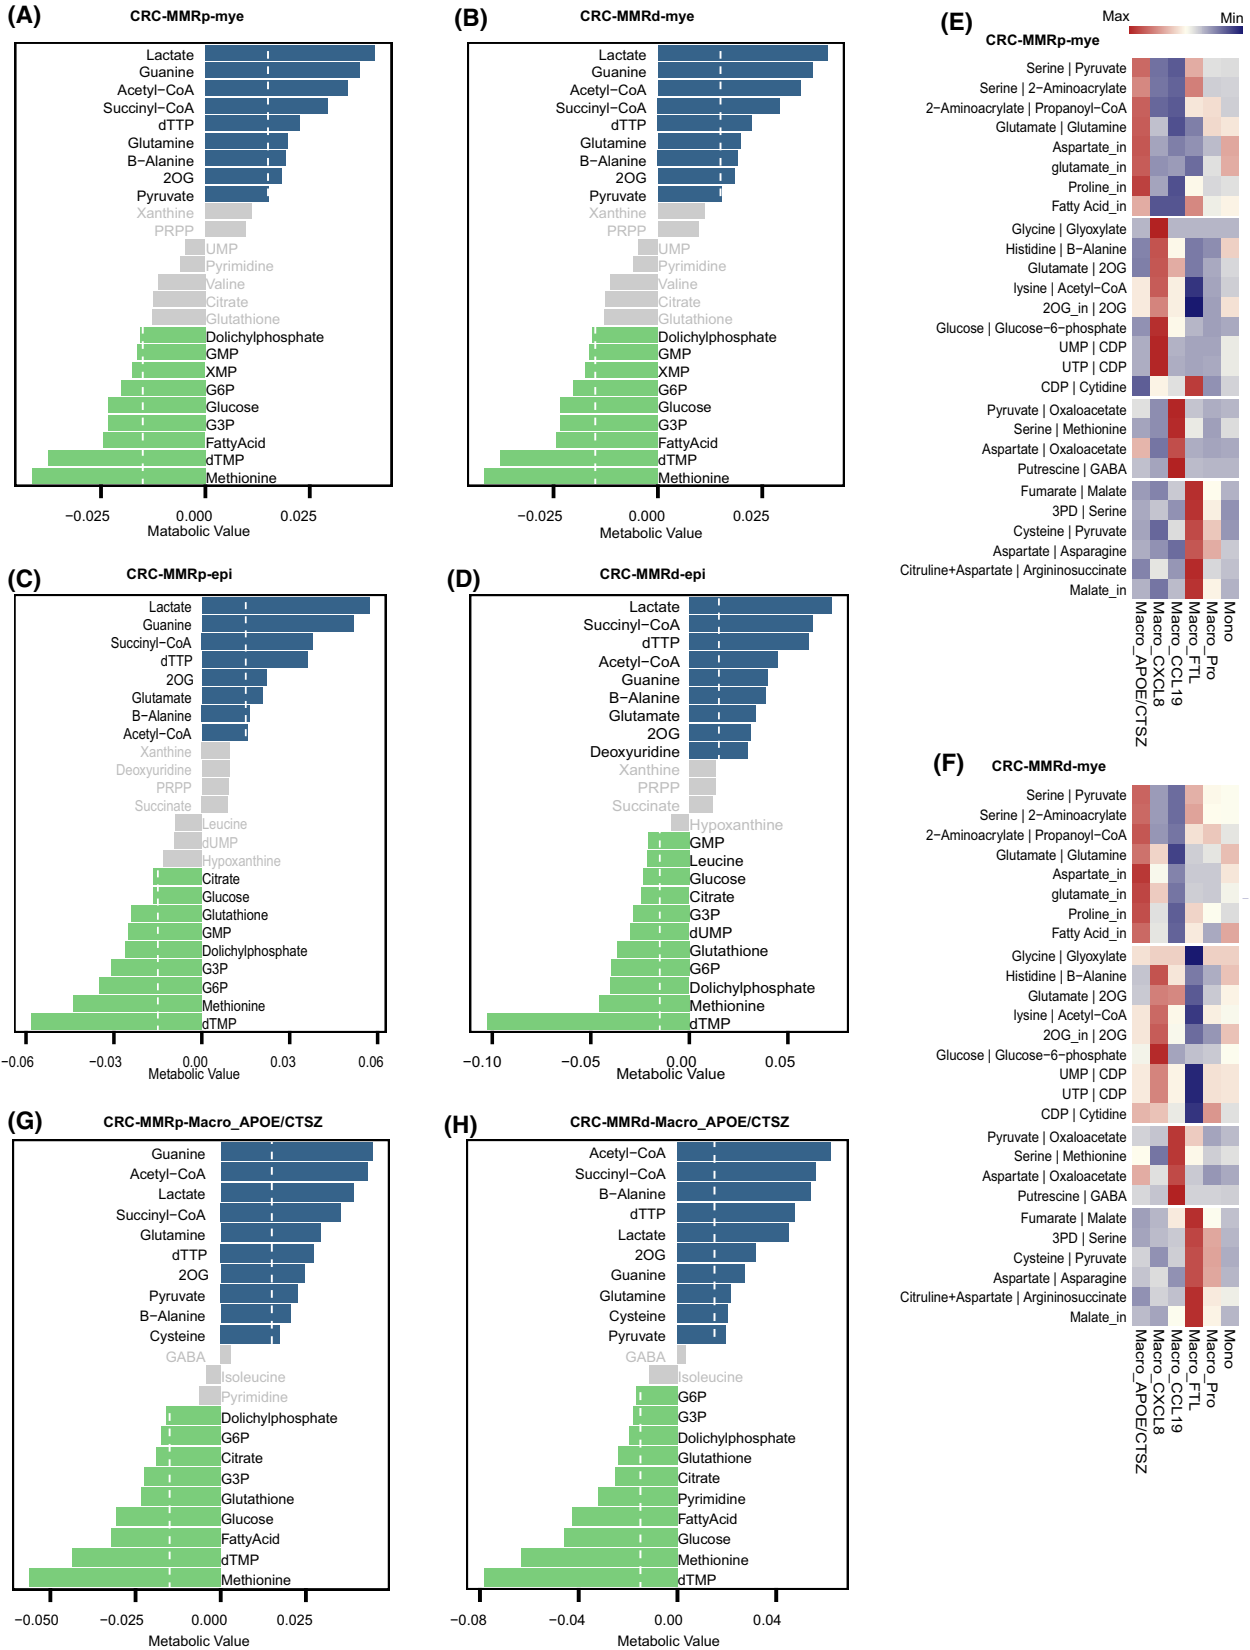 (A)
CRC-MMRp-mye
Lactate
Guanine
Acetyl−CoA
Succinyl−CoA
dTTP
Glutamine
B−Alanine
2OG
Pyruvate
Xanthine
PRPP
UMP
Pyrimidine
Valine
Citrate
Glutathione
Dolichylphosphate
GMP
XMP
G6P
Glucose
G3P
FattyAcid
dTMP
Methionine
−0.025 0.000 0.025
Matabolic Value
(B)
CRC-MMRd-mye
Lactate
Guanine
Acetyl−CoA
Succinyl−CoA
dTTP
Glutamine
B−Alanine
2OG
Pyruvate
Xanthine
PRPP
UMP
Pyrimidine
Valine
Citrate
Glutathione
Dolichylphosphate
GMP
XMP
G6P
Glucose
G3P
FattyAcid
dTMP
Methionine
−0.025 0.000 0.025
Metabolic Value
(C)
CRC-MMRp-epi
Lactate
Guanine
Succinyl−CoA
dTTP
2OG
Glutamate
B−Alanine
Acetyl−CoA
Xanthine
Deoxyuridine
PRPP
Succinate
Leucine
dUMP
Hypoxanthine
Citrate
Glucose
Glutathione
GMP
Dolichylphosphate
G3P
G6P
Methionine
dTMP
−0.06 −0.03 0.00 0.03 0.06
Metabolic Value
(D)
CRC-MMRd-epi
Lactate
Succinyl−CoA
dTTP
Acetyl−CoA
Guanine
B−Alanine
Glutamate
2OG
Deoxyuridine
Xanthine
PRPP
Succinate
Hypoxanthine
GMP
Leucine
Glucose
Citrate
G3P
dUMP
Glutathione
G6P
Dolichylphosphate
Methionine
dTMP
−0.10 −0.05 0.00 0.05
Metabolic Value
(E)
Max Min
CRC-MMRp-mye
Serine | Pyruvate
Serine | 2−Aminoacrylate
2−Aminoacrylate | Propanoyl−CoA
Glutamate | Glutamine
Aspartate_in
glutamate_in
Proline_in
Fatty Acid_in
Glycine | Glyoxylate
Histidine | B−Alanine
Glutamate | 2OG
lysine | Acetyl−CoA
2OG_in | 2OG
Glucose | Glucose−6−phosphate
UMP | CDP
UTP | CDP
CDP | Cytidine
Pyruvate | Oxaloacetate
Serine | Methionine
Aspartate | Oxaloacetate
Putrescine | GABA
Fumarate | Malate
3PD | Serine
Cysteine | Pyruvate
Aspartate | Asparagine
Citruline+Aspartate | Argininosuccinate
Malate_in
Macro_APOE/CTSZ
Macro_CXCL8
Macro_CCL19
Macro_FTL
Macro_Pro
Mono
(F)
CRC-MMRd-mye
Serine | Pyruvate
Serine | 2−Aminoacrylate
2−Aminoacrylate | Propanoyl−CoA
Glutamate | Glutamine
Aspartate_in
glutamate_in
Proline_in
Fatty Acid_in
Glycine | Glyoxylate
Histidine | B−Alanine
Glutamate | 2OG
lysine | Acetyl−CoA
2OG_in | 2OG
Glucose | Glucose−6−phosphate
UMP | CDP
UTP | CDP
CDP | Cytidine
Pyruvate | Oxaloacetate
Serine | Methionine
Aspartate | Oxaloacetate
Putrescine | GABA
Fumarate | Malate
3PD | Serine
Cysteine | Pyruvate
Aspartate | Asparagine
Citruline+Aspartate | Argininosuccinate
Malate_in
Macro_APOE/CTSZ
Macro_CXCL8
Macro_CCL19
Macro_FTL
Macro_Pro
Mono
(G)
CRC-MMRp-Macro_APOE/CTSZ
Guanine
Acetyl−CoA
Lactate
Succinyl−CoA
Glutamine
dTTP
2OG
Pyruvate
B−Alanine
Cysteine
GABA
Isoleucine
Pyrimidine
Dolichylphosphate
G6P
Citrate
G3P
Glutathione
Glucose
FattyAcid
dTMP
Methionine
−0.050 −0.025 0.000 0.025
Metabolic Value
(H)
CRC-MMRd-Macro_APOE/CTSZ
Acetyl−CoA
Succinyl−CoA
B−Alanine
dTTP
Lactate
2OG
Guanine
Glutamine
Cysteine
Pyruvate
GABA
Isoleucine
G6P
G3P
Dolichylphosphate
Glutathione
Citrate
Pyrimidine
FattyAcid
Glucose
Methionine
dTMP
−0.08 −0.04 0.00 0.04
Metabolic Value